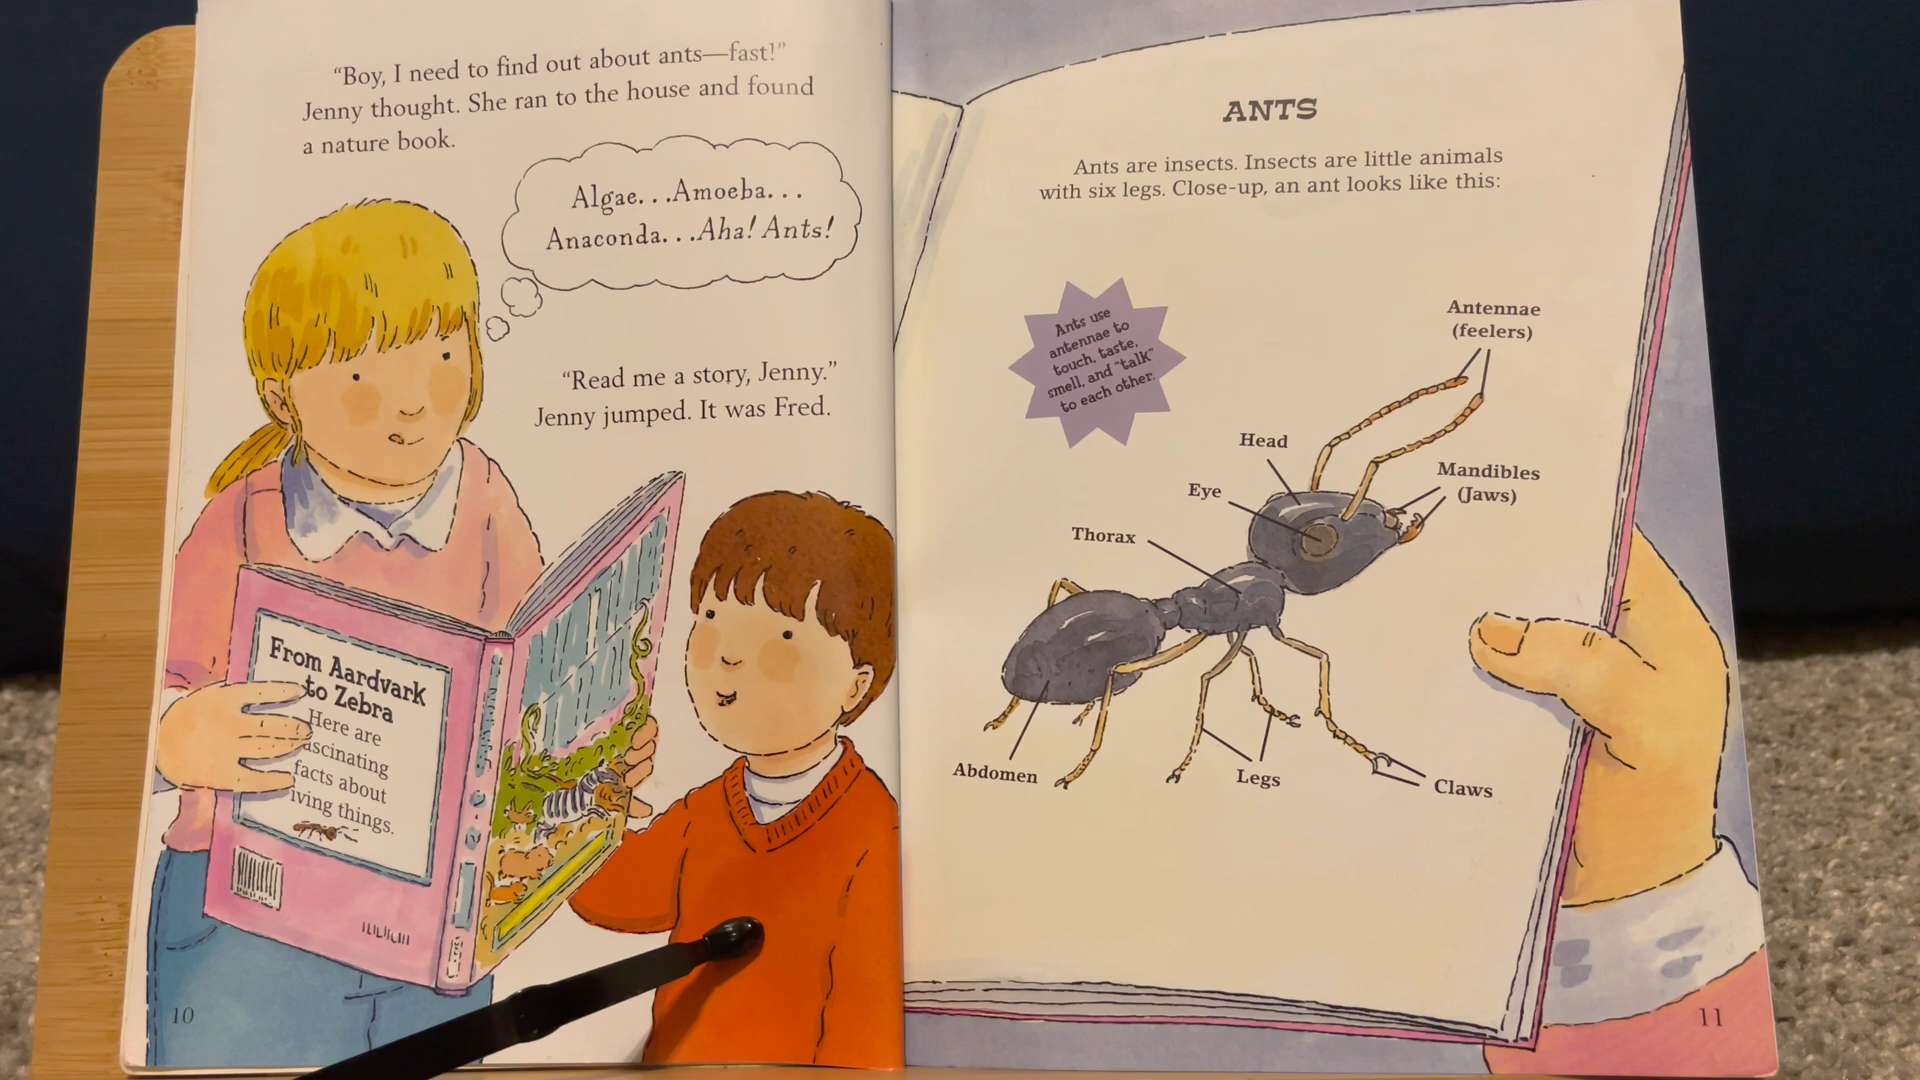 “Boy, I need to find out about ants—fast!”
Jenny thought. She ran to the house and found
a nature book.
Algae. . .Amoeba. . .
Anaconda. . .Aha! Ants!
“Read me a story, Jenny.”
Jenny jumped. It was Fred.
From Aardvark
to Zebra
Here are
ascinating
facts about
iving things.
10
ANTS
Ants are insects. Insects are little animals
with six legs. Close-up, an ant looks like this:
Ants use
antennae to
touch, taste,
smell, and “talk”
to each other.
Antennae
(feelers)
Head
Mandibles
(Jaws)
Eye
Thorax
Abdomen
Legs
Claws
11